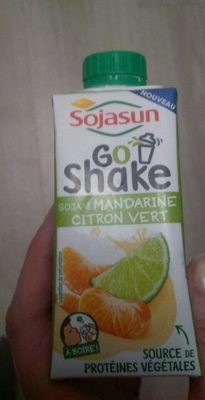 NOUVEAU
Sojasun
GO
Shake
SOJA & MANDARINE
CITRON VERT
À BOIRE !
SOURCE DE
PROTÉINES VÉGÉTALES